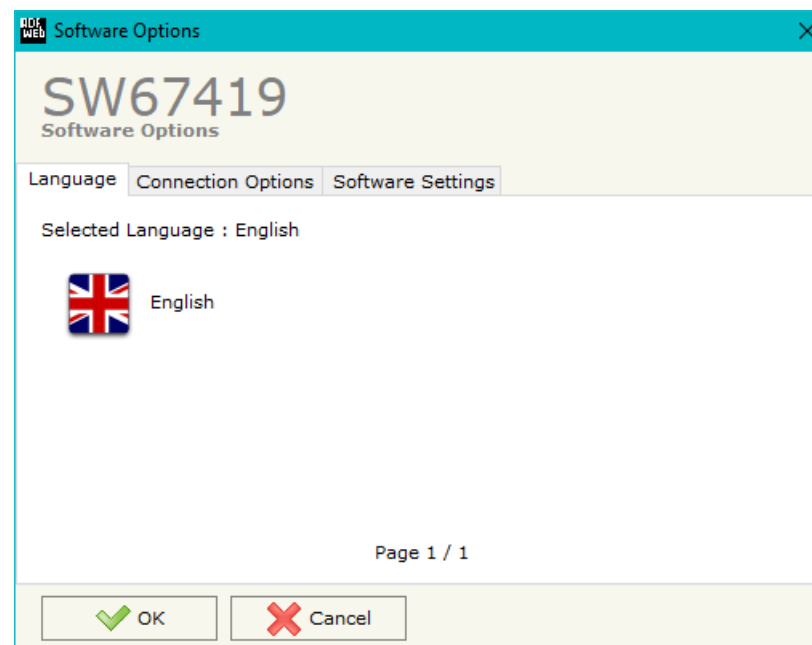 ADF
WEB Software Options
SW67419
Software Options
Language Connection Options Software Settings
Selected Language : English
English
Page 1 / 1
OK Cancel